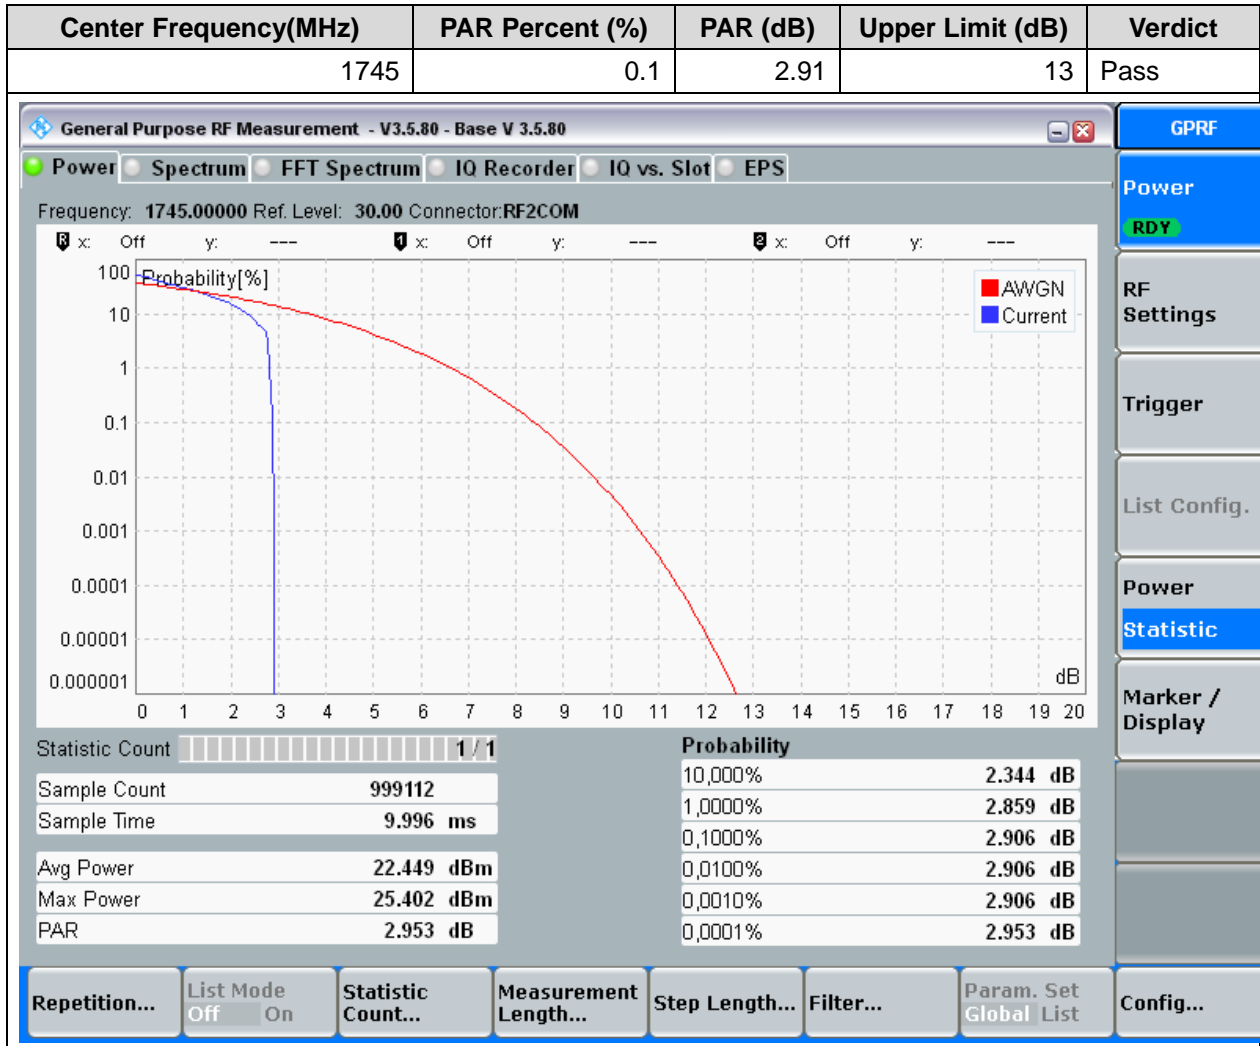 Center Frequency(MHz) PAR Percent (%) PAR (dB) Upper Limit (dB) Verdict
1745 0.1 2.91 13 Pass
General Purpose RF Measurement - V3.5.80 - Base V 3.5.80
GPRF
Power Spectrum FFT Spectrum IQ Recorder IQ vs. Slot EPS
Power
RDY
Frequency: 1745.00000 Ref. Level: 30.00 Connector:RF2COM
R x: Off y: --- 1 x: Off y: --- 2 x: Off y: ---
Probability[%]
AWGN
Current
100
10
1
0.1
0.01
0.001
0.0001
0.00001
0.000001
dB
0 1 2 3 4 5 6 7 8 9 10 11 12 13 14 15 16 17 18 19 20
RF
Settings
Trigger
List Config.
Power
Statistic
Marker /
Display
Statistic Count 1 / 1
Sample Count 999112
Sample Time 9.996 ms
Avg Power 22.449 dBm
Max Power 25.402 dBm
PAR 2.953 dB
Probability
10,000% 2.344 dB
1,0000% 2.859 dB
0,1000% 2.906 dB
0,0100% 2.906 dB
0,0010% 2.906 dB
0,0001% 2.953 dB
Repetition...
List Mode
Off On
Statistic
Count...
Measurement
Length...
Step Length...
Filter...
Param. Set
Global List
Config...